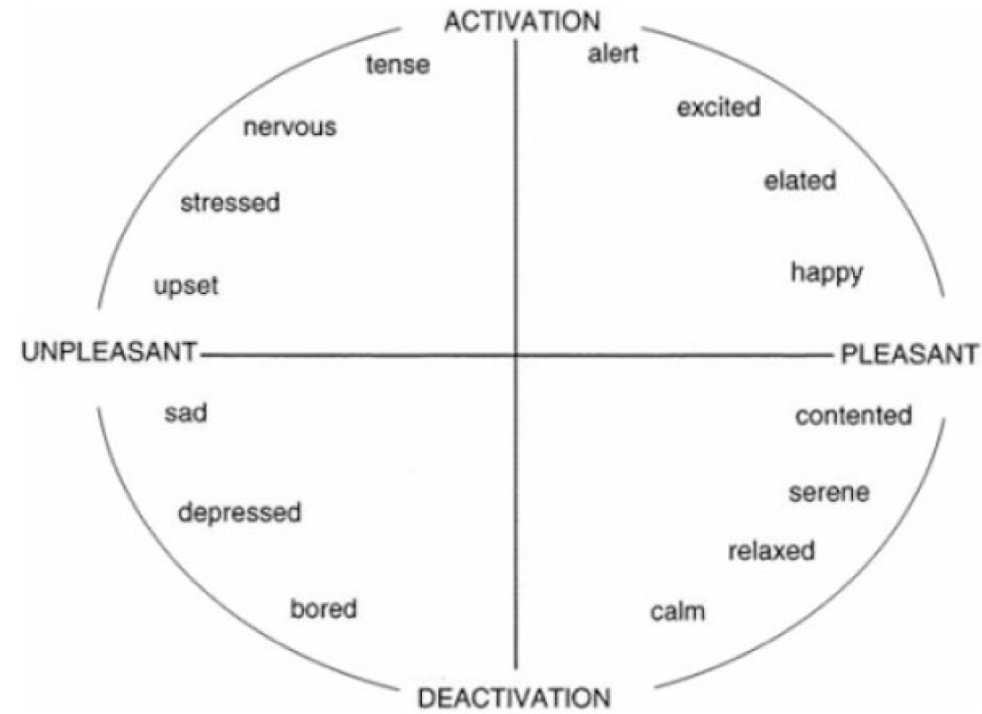 ACTIVATION
tense
alert
nervous
excited
stressed
elated
upset
happy
UNPLEASANT
PLEASANT
sad
contented
depressed
serene
relaxed
bored
calm
DEACTIVATION